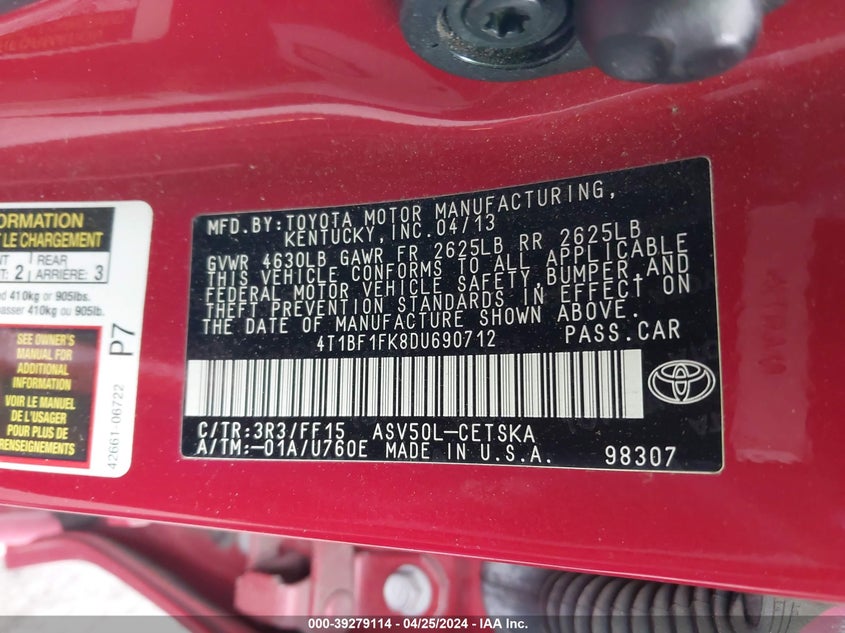 MFD.BY: TOYOTA MOTOR MANUFACTURING,
KENTUCKY, INC. 04/13
GVWR 4630LB GAWR FR 2625LB RR 2625LB
THIS VEHICLE CONFORMS TO ALL APPLICABLE
FEDERAL MOTOR VEHICLE SAFETY,BUMPER,AND
THEFT PREVENTION STANDARDS IN EFFECT ON
THE DATE OF MANUFACTURE SHOWN ABOVE.
4T1BF1FK8DU690712 PASS.CAR
C/TR:3R3/FF15 ASV50L-CETSKA
A/TM:-01A/U760E MADE IN U.S.A. 98307
ORMATION
LE CHARGEMENT
REAR
2 ARRIÈRE: 3
ed 410kg or 905lbs.
passer 410kg ou 905lb.
SEE OWNER'S
MANUAL FOR
ADDITIONAL
INFORMATION
VOIR LE MANUEL
DE L'USAGER
POUR PLUS DE
RENSEIGNEMENTS
P7
42661-06722
000-39279114 - 04/25/2024 - IAA, Inc.